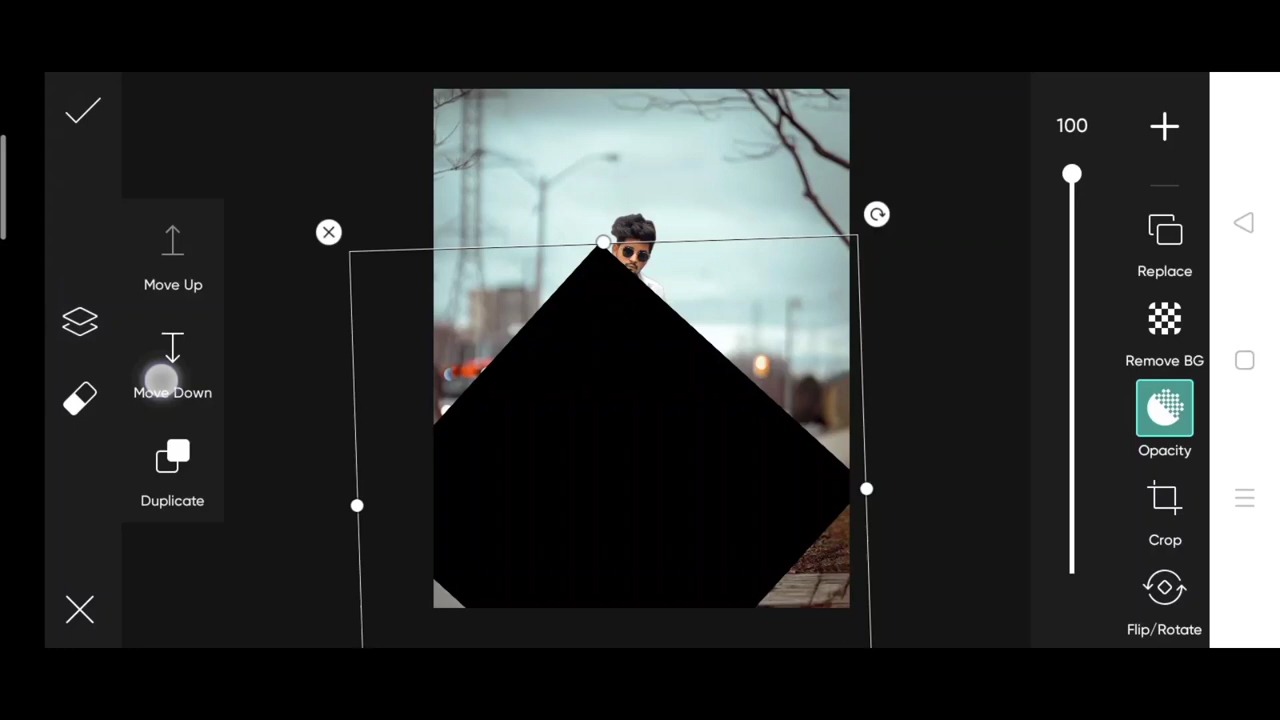 Move Up
Move Down
Duplicate
100
Replace
Remove BG
Opacity
Crop
Flip/Rotate